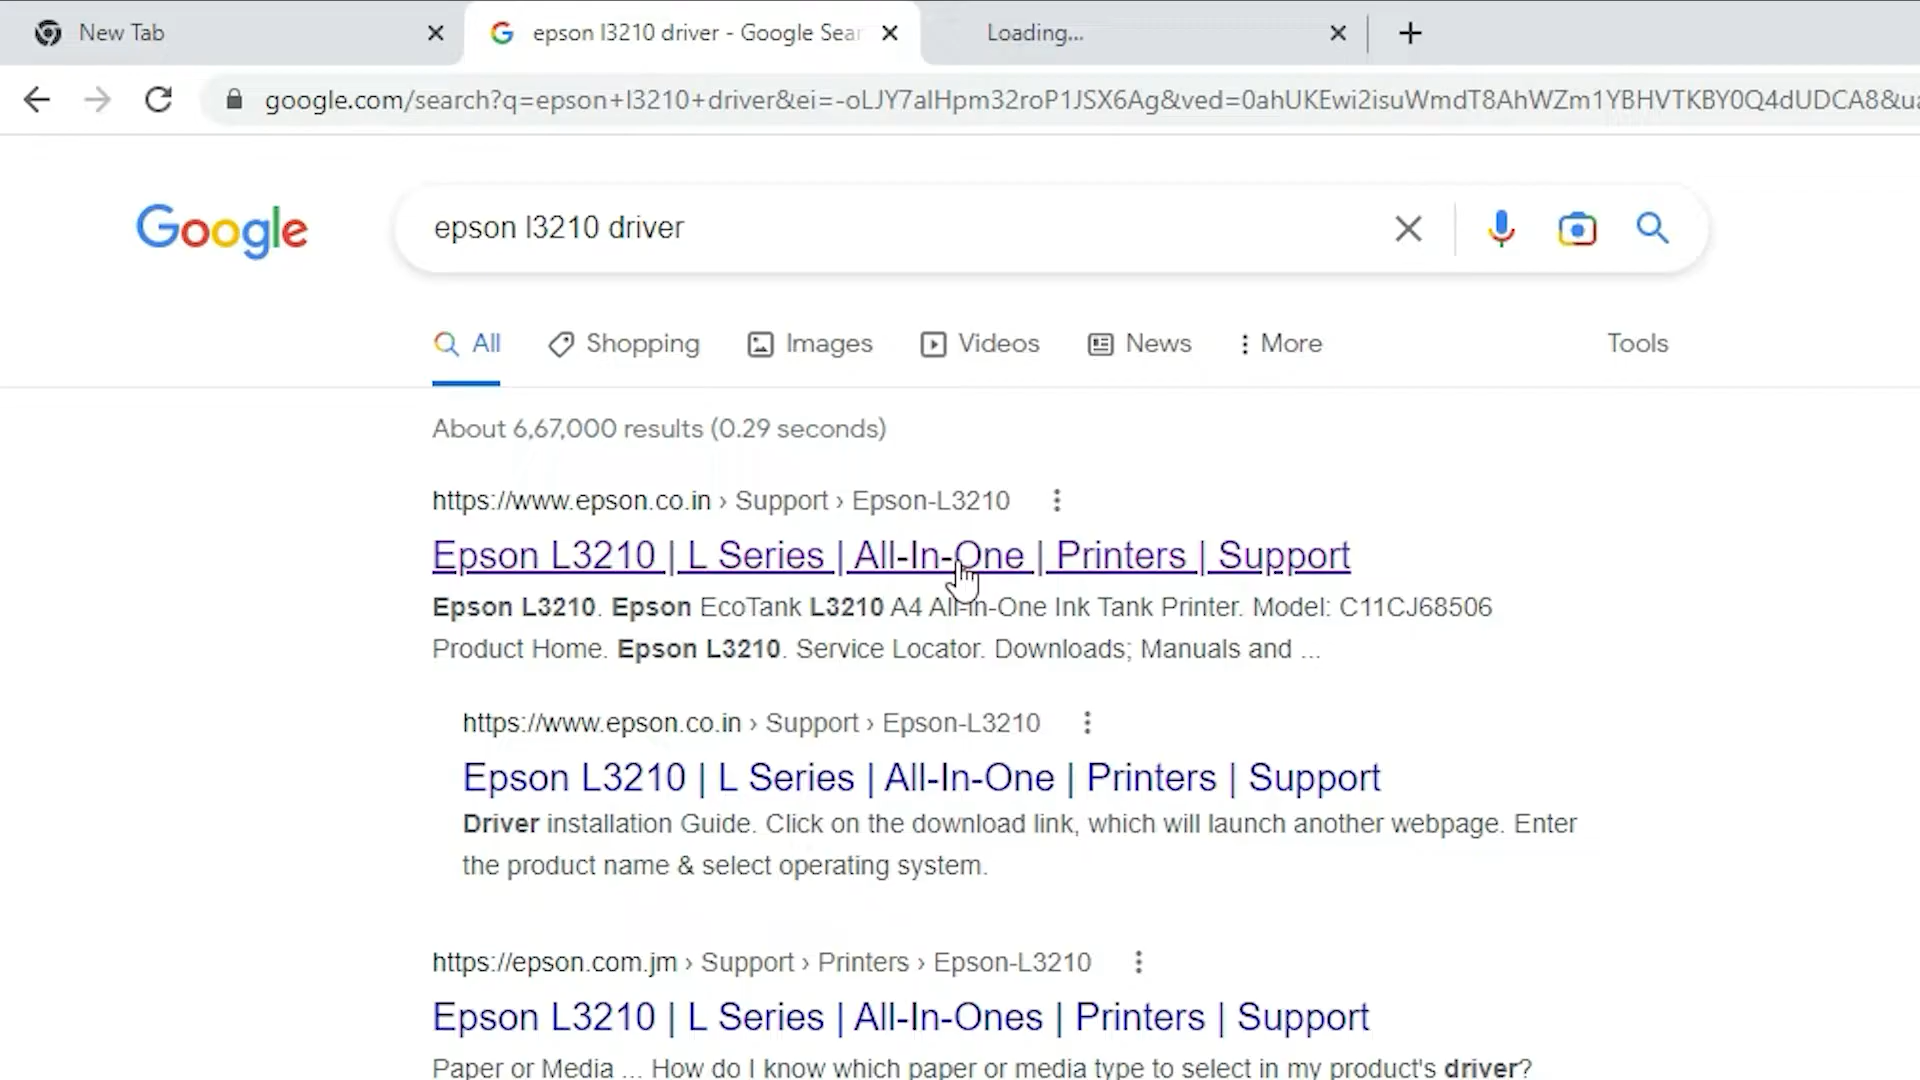 New Tab
epson l3210 driver - Google Sear
Loading...
google.com/search?q=epson+l3210+driver&ei=-oLJY7alHpm32roP1JSX6Ag&ved=0ahUKEwi2isuWmdT8AhWZm1YBHVTKBY0Q4dUDCA8&ua
Google
epson l3210 driver
All Shopping Images Videos News More Tools
About 6,67,000 results (0.29 seconds)
https://www.epson.co.in › Support › Epson-L3210
Epson L3210 | L Series | All-In-One | Printers | Support
Epson L3210. Epson EcoTank L3210 A4 All-in-One Ink Tank Printer. Model: C11CJ68506
Product Home. Epson L3210. Service Locator. Downloads; Manuals and ...
https://www.epson.co.in › Support › Epson-L3210
Epson L3210 | L Series | All-In-One | Printers | Support
Driver installation Guide. Click on the download link, which will launch another webpage. Enter
the product name & select operating system.
https://epson.com.jm › Support › Printers › Epson-L3210
Epson L3210 | L Series | All-In-Ones | Printers | Support
Paper or Media ... How do I know which paper or media type to select in my product's driver?